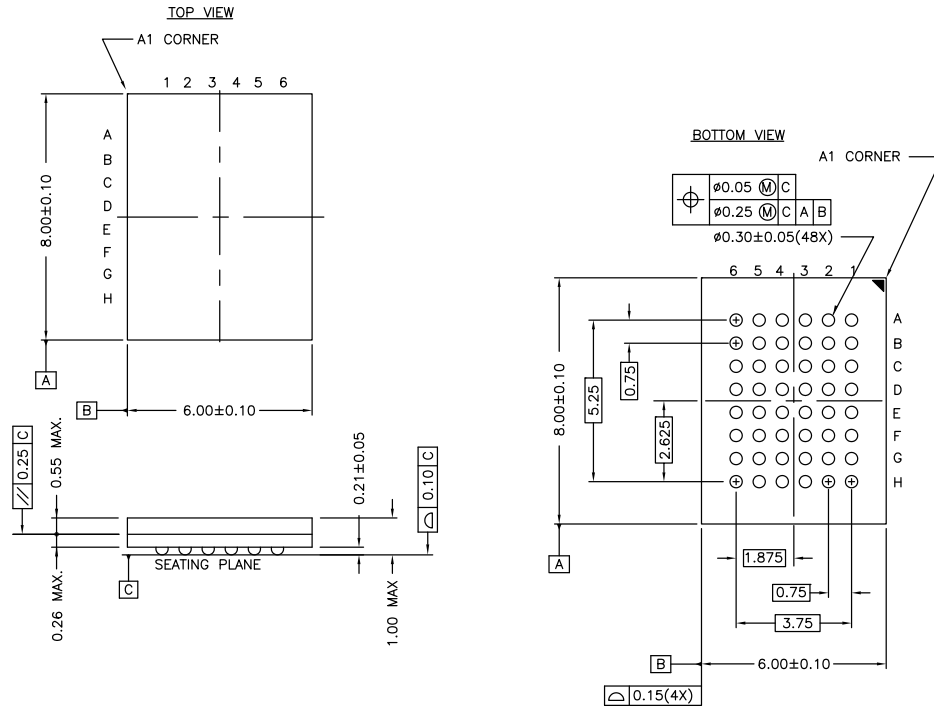 TOP VIEW
A1 CORNER
1 2 3 4 5 6
A
B
C
D
E
F
G
H
8.00±0.10
A
B
6.00±0.10
// 0.25 C
0.55 MAX.
0.26 MAX.
0.21±0.05
⌓ 0.10 C
SEATING PLANE
C
1.00 MAX
BOTTOM VIEW
A1 CORNER
⌖ ⌀0.05 Ⓜ C
⌀0.25 Ⓜ C A B
⌀0.30±0.05(48X)
6 5 4 3 2 1
A
B
C
D
E
F
G
H
8.00±0.10
5.25
0.75
2.625
A
1.875
0.75
3.75
B
6.00±0.10
⌓ 0.15(4X)